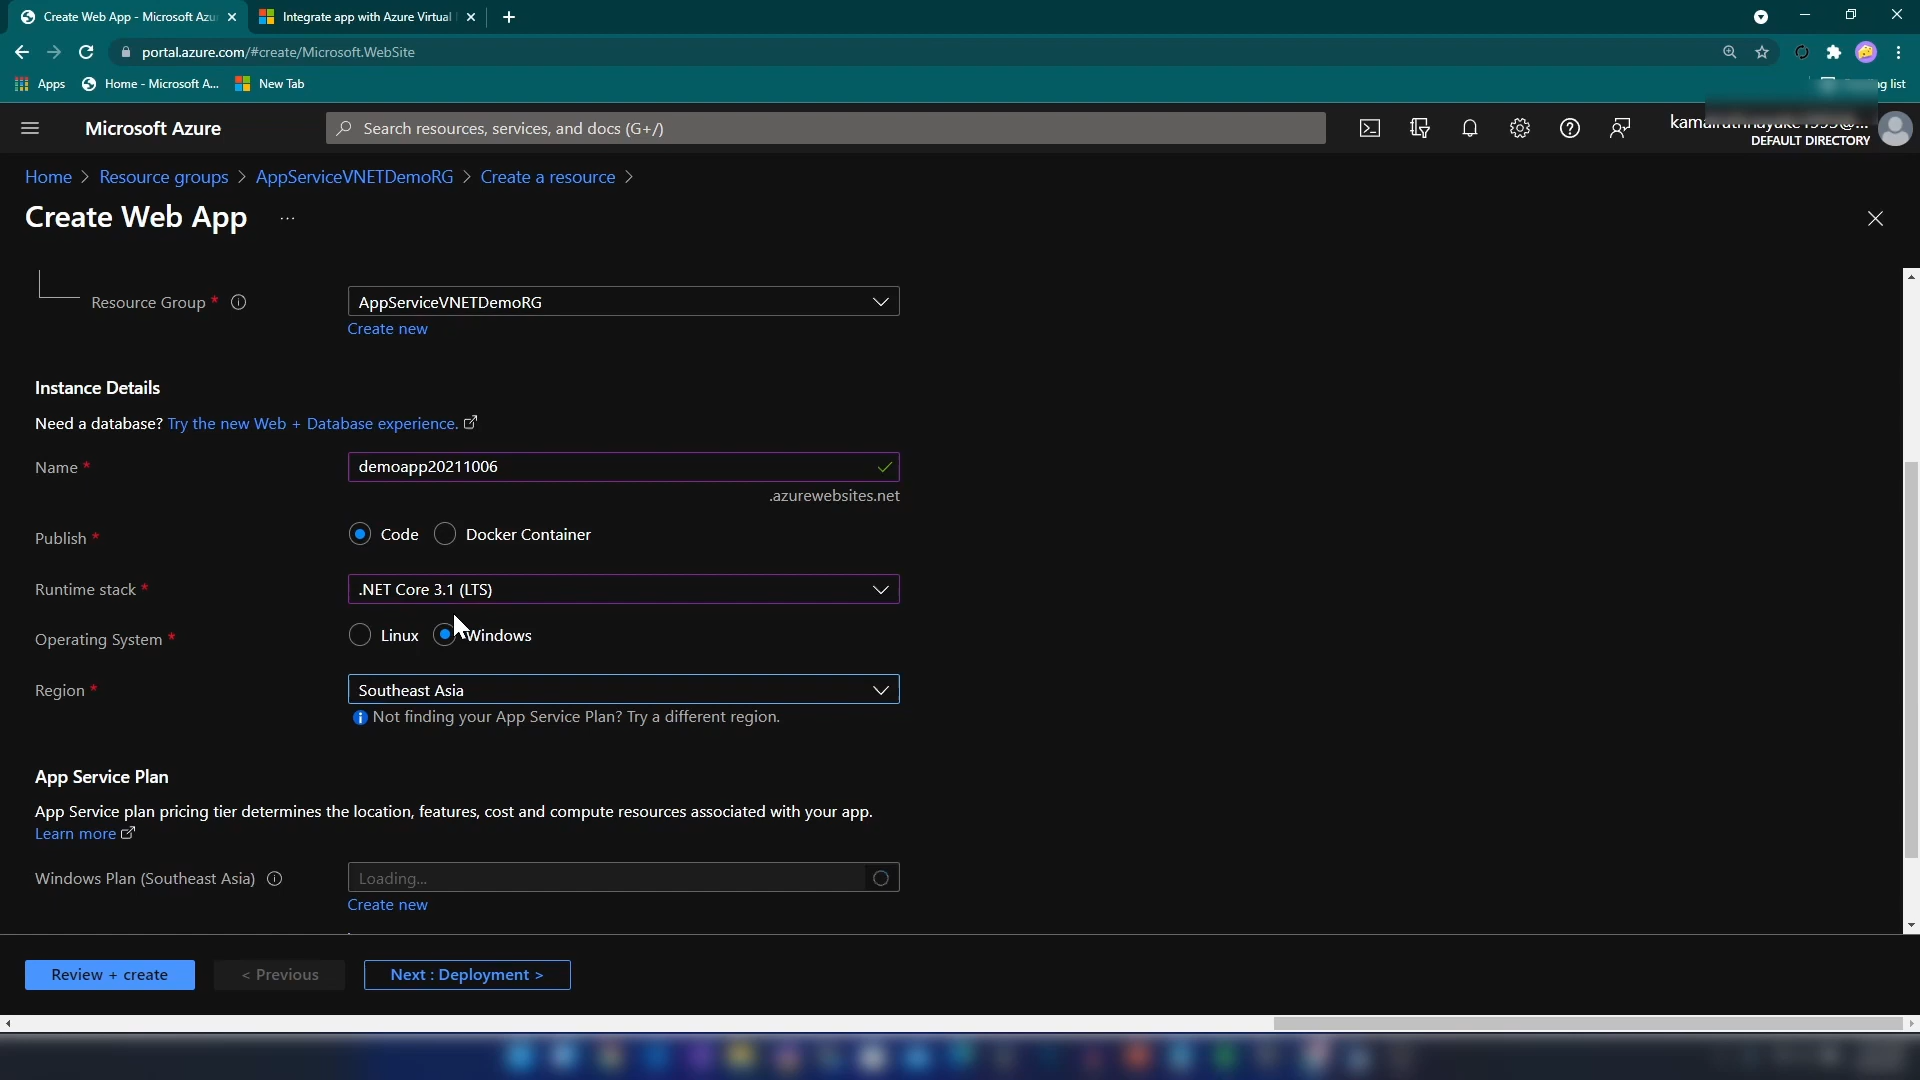 Create Web App - Microsoft Azu
Integrate app with Azure Virtual
portal.azure.com/#create/Microsoft.WebSite
Apps
Home - Microsoft A...
New Tab
list
Microsoft Azure
Search resources, services, and docs (G+/)
DEFAULT DIRECTORY
Home > Resource groups > AppServiceVNETDemoRG > Create a resource >
Create Web App ...
Resource Group *
AppServiceVNETDemoRG
Create new
Instance Details
Need a database? Try the new Web + Database experience.
Name *
demoapp20211006
.azurewebsites.net
Publish *
Code
Docker Container
Runtime stack *
.NET Core 3.1 (LTS)
Operating System *
Linux
Windows
Region *
Southeast Asia
Not finding your App Service Plan? Try a different region.
App Service Plan
App Service plan pricing tier determines the location, features, cost and compute resources associated with your app.
Learn more
Windows Plan (Southeast Asia)
Loading...
Create new
Review + create
< Previous
Next : Deployment >